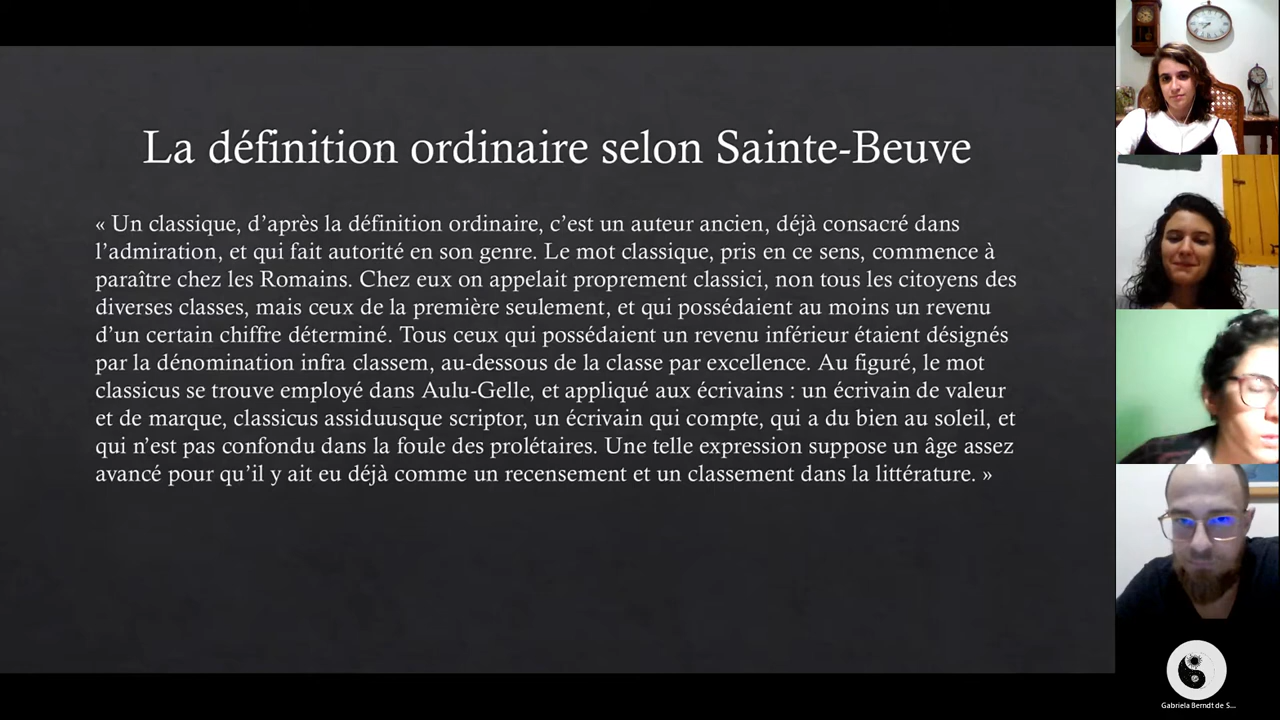 La définition ordinaire selon Sainte-Beuve
« Un classique, d’après la définition ordinaire, c’est un auteur ancien, déjà consacré dans
l’admiration, et qui fait autorité en son genre. Le mot classique, pris en ce sens, commence à
paraître chez les Romains. Chez eux on appelait proprement classici, non tous les citoyens des
diverses classes, mais ceux de la première seulement, et qui possédaient au moins un revenu
d’un certain chiffre déterminé. Tous ceux qui possédaient un revenu inférieur étaient désignés
par la dénomination infra classem, au-dessous de la classe par excellence. Au figuré, le mot
classicus se trouve employé dans Aulu-Gelle, et appliqué aux écrivains : un écrivain de valeur
et de marque, classicus assiduusque scriptor, un écrivain qui compte, qui a du bien au soleil, et
qui n’est pas confondu dans la foule des prolétaires. Une telle expression suppose un âge assez
avancé pour qu’il y ait eu déjà comme un recensement et un classement dans la littérature. »
Gabriela Berndt de S...